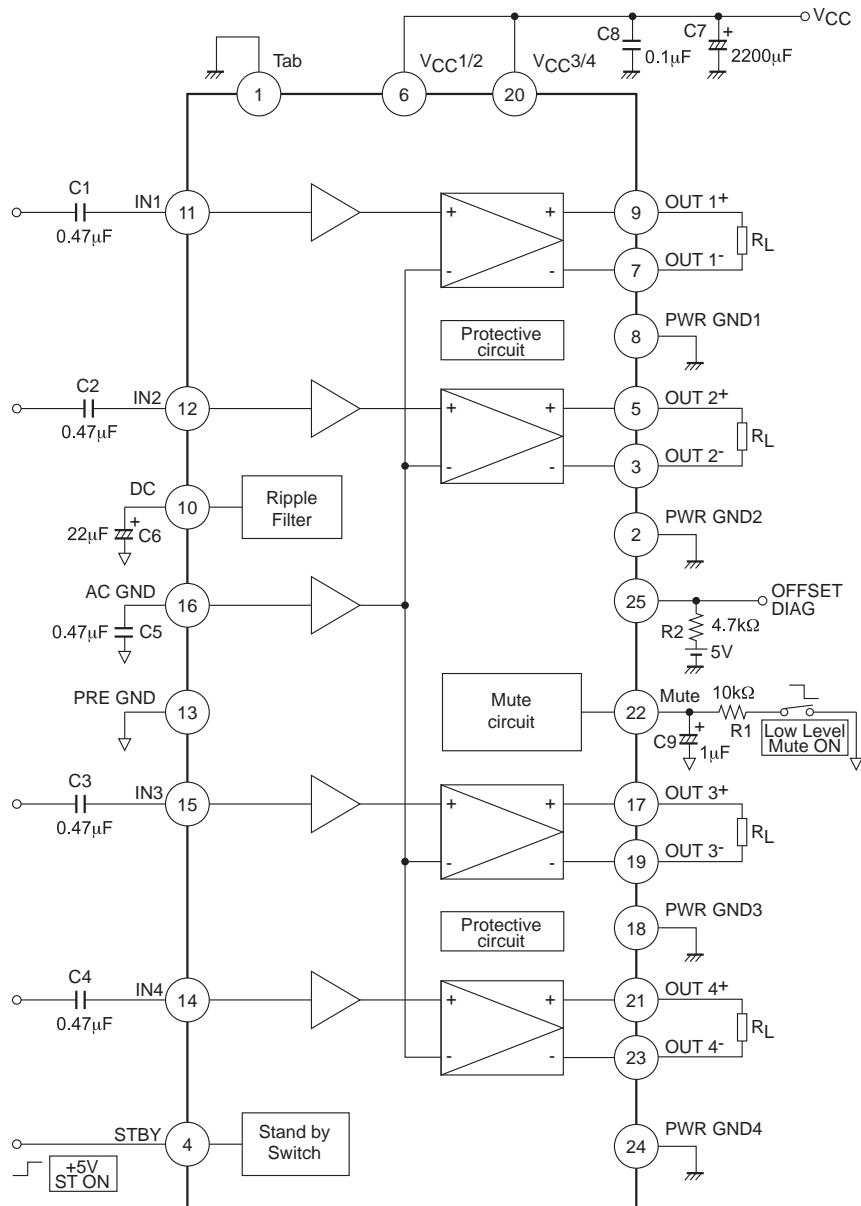 VCC
C8
C7
+
0.1µF
2200µF
Tab
VCC1/2
VCC3/4
1
6
20
C1
IN1
11
0.47µF
+
+
-
-
9
OUT 1+
RL
7
OUT 1-
Protective
circuit
PWR GND1
8
C2
IN2
12
0.47µF
+
+
-
-
5
OUT 2+
RL
3
OUT 2-
DC
10
+
22µF
C6
Ripple
Filter
PWR GND2
2
AC GND
16
0.47µF
C5
25
OFFSET
DIAG
R2
4.7kΩ
5V
PRE GND
13
Mute
circuit
22
Mute
10kΩ
R1
C9
+
1µF
Low Level
Mute ON
C3
IN3
15
0.47µF
+
+
-
-
17
OUT 3+
RL
19
OUT 3-
Protective
circuit
PWR GND3
18
C4
IN4
14
0.47µF
+
+
-
-
21
OUT 4+
RL
23
OUT 4-
STBY
4
Stand by
Switch
+5V
ST ON
PWR GND4
24